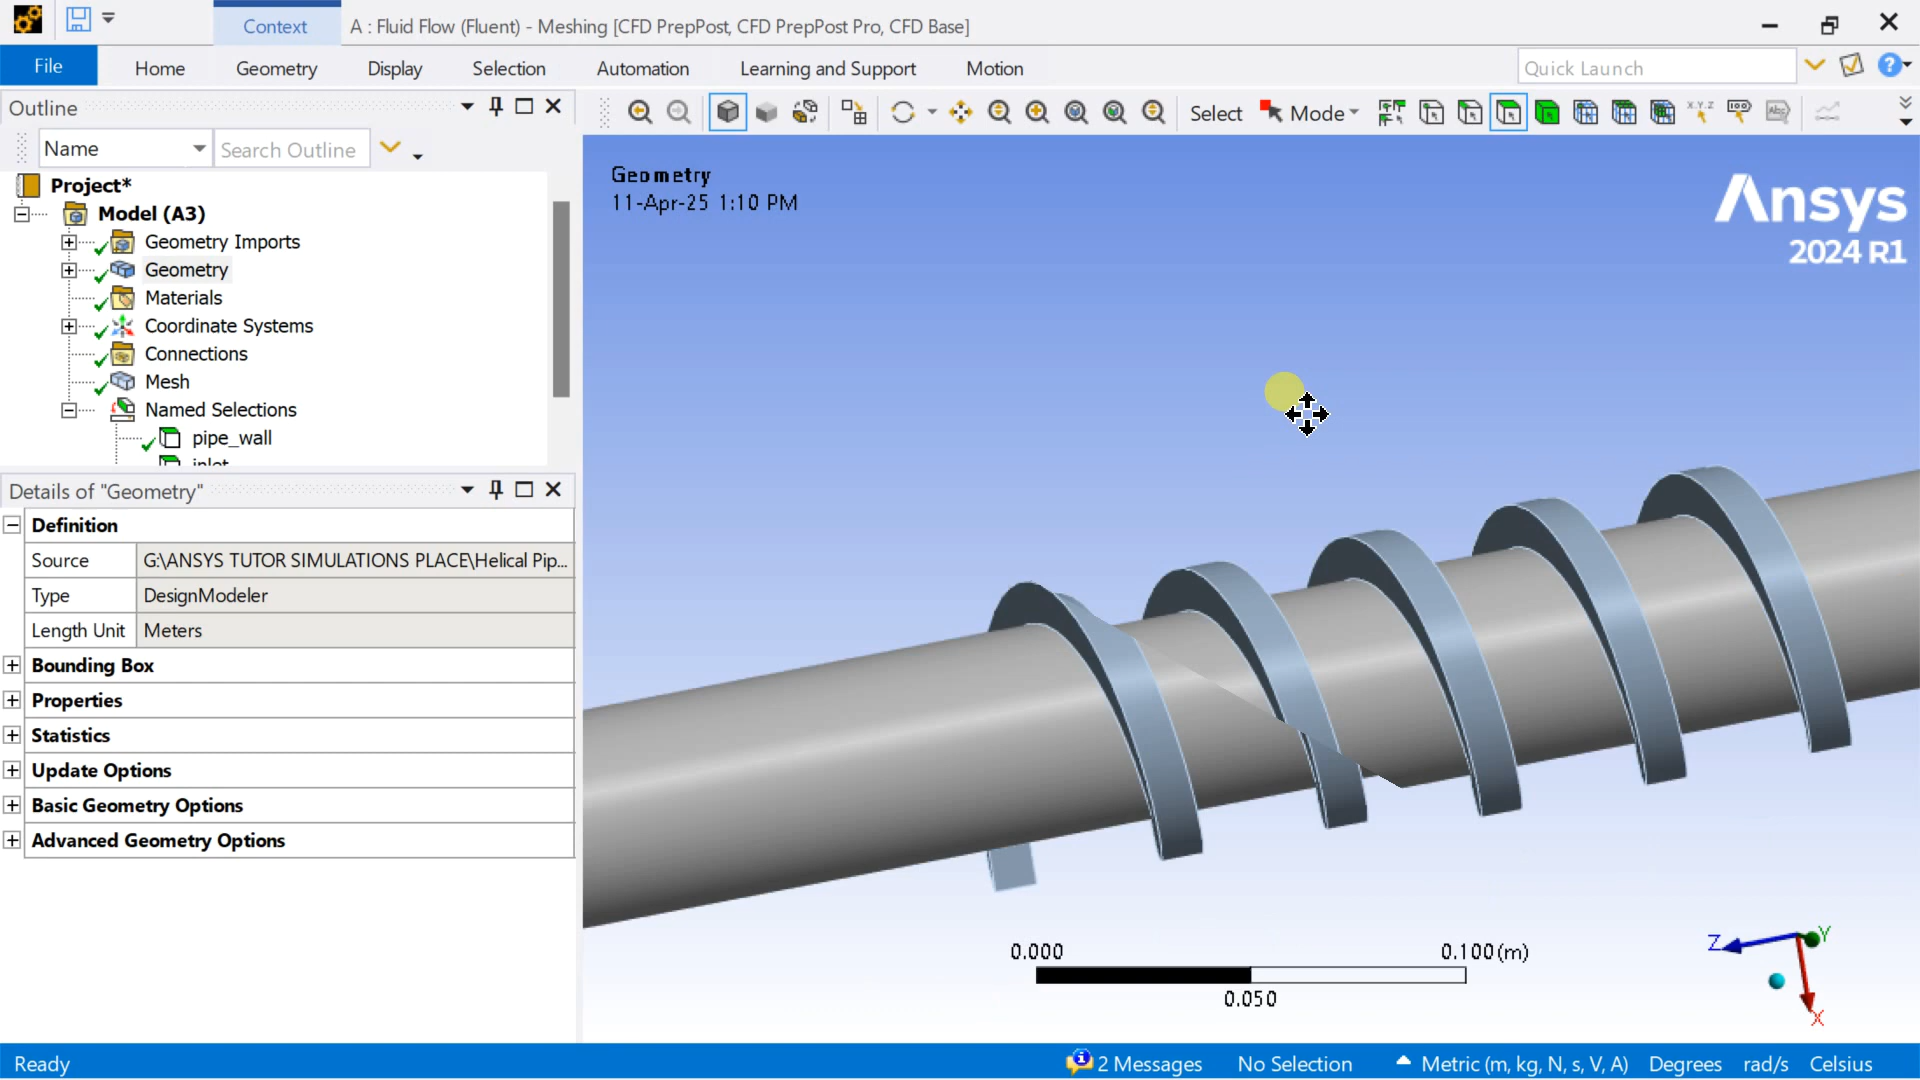 Context
A : Fluid Flow (Fluent) - Meshing [CFD PrepPost, CFD PrepPost Pro, CFD Base]
File
Home
Geometry
Display
Selection
Automation
Learning and Support
Motion
Quick Launch
Outline
Name
Search Outline
Select
Mode
Project*
Model (A3)
Geometry Imports
Geometry
Materials
Coordinate Systems
Connections
Mesh
Named Selections
pipe_wall
inlet
Details of "Geometry"
Definition
Source G:\ANSYS TUTOR SIMULATIONS PLACE\Helical Pip...
Type DesignModeler
Length Unit Meters
Bounding Box
Properties
Statistics
Update Options
Basic Geometry Options
Advanced Geometry Options
Geometry
11-Apr-25 1:10 PM
Ansys
2024 R1
0.000 0.100(m)
0.050
Z
Y
X
Ready
2 Messages
No Selection
Metric (m, kg, N, s, V, A)
Degrees
rad/s
Celsius